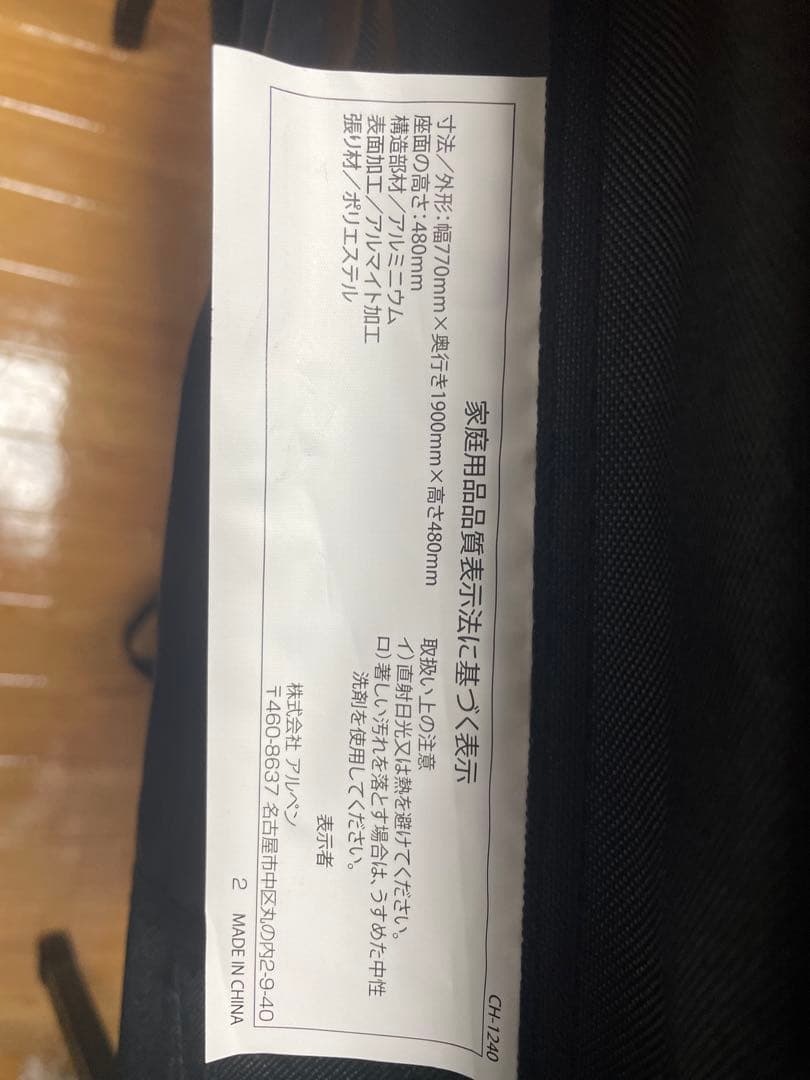 CH-1240
家庭用品品質表示法に基づく表示
寸法／外形：幅770mm×奥行き1900mm×高さ480mm
座面の高さ：480mm
構造部材／アルミニウム
表面加工／アルマイト加工
張り材／ポリエステル
取扱い上の注意
イ）直射日光又は熱を避けてください。
ロ）著しい汚れを落とす場合は、うすめた中性
洗剤を使用してください。
表示者
株式会社 アルペン
〒460-8637 名古屋市中区丸の内2-9-40
2 MADE IN CHINA